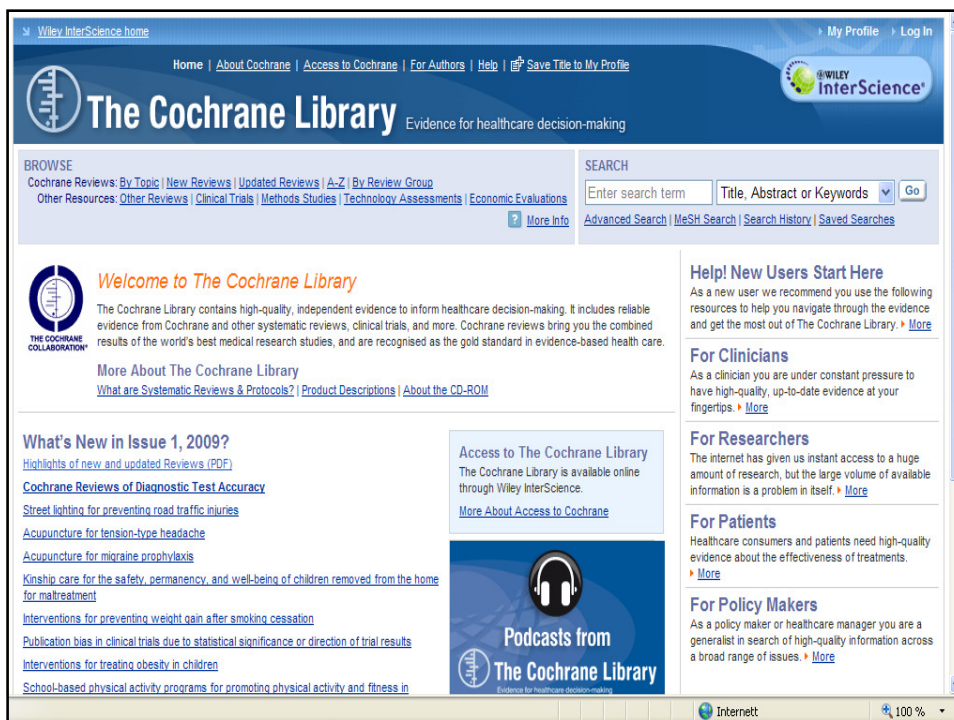 Wiley InterScience home
My Profile Log In
Home | About Cochrane | Access to Cochrane | For Authors | Help | Save Title to My Profile
WILEY
InterScience®
The Cochrane Library Evidence for healthcare decision-making
BROWSE
Cochrane Reviews: By Topic | New Reviews | Updated Reviews | A-Z | By Review Group
Other Resources: Other Reviews | Clinical Trials | Methods Studies | Technology Assessments | Economic Evaluations
? More Info
SEARCH
Enter search term Title, Abstract or Keywords Go
Advanced Search | MeSH Search | Search History | Saved Searches
THE COCHRANE
COLLABORATION®
Welcome to The Cochrane Library
The Cochrane Library contains high-quality, independent evidence to inform healthcare decision-making. It includes reliable
evidence from Cochrane and other systematic reviews, clinical trials, and more. Cochrane reviews bring you the combined
results of the world's best medical research studies, and are recognised as the gold standard in evidence-based health care.
More About The Cochrane Library
What are Systematic Reviews & Protocols? | Product Descriptions | About the CD-ROM
What's New in Issue 1, 2009?
Highlights of new and updated Reviews (PDF)
Cochrane Reviews of Diagnostic Test Accuracy
Street lighting for preventing road traffic injuries
Acupuncture for tension-type headache
Acupuncture for migraine prophylaxis
Kinship care for the safety, permanency, and well-being of children removed from the home
for maltreatment
Interventions for preventing weight gain after smoking cessation
Publication bias in clinical trials due to statistical significance or direction of trial results
Interventions for treating obesity in children
School-based physical activity programs for promoting physical activity and fitness in
Access to The Cochrane Library
The Cochrane Library is available online
through Wiley InterScience.
More About Access to Cochrane
Podcasts from
The Cochrane Library
Evidence for healthcare decision-making
Help! New Users Start Here
As a new user we recommend you use the following
resources to help you navigate through the evidence
and get the most out of The Cochrane Library. More
For Clinicians
As a clinician you are under constant pressure to
have high-quality, up-to-date evidence at your
fingertips. More
For Researchers
The internet has given us instant access to a huge
amount of research, but the large volume of available
information is a problem in itself. More
For Patients
Healthcare consumers and patients need high-quality
evidence about the effectiveness of treatments.
More
For Policy Makers
As a policy maker or healthcare manager you are a
generalist in search of high-quality information across
a broad range of issues. More
Internett 100 %